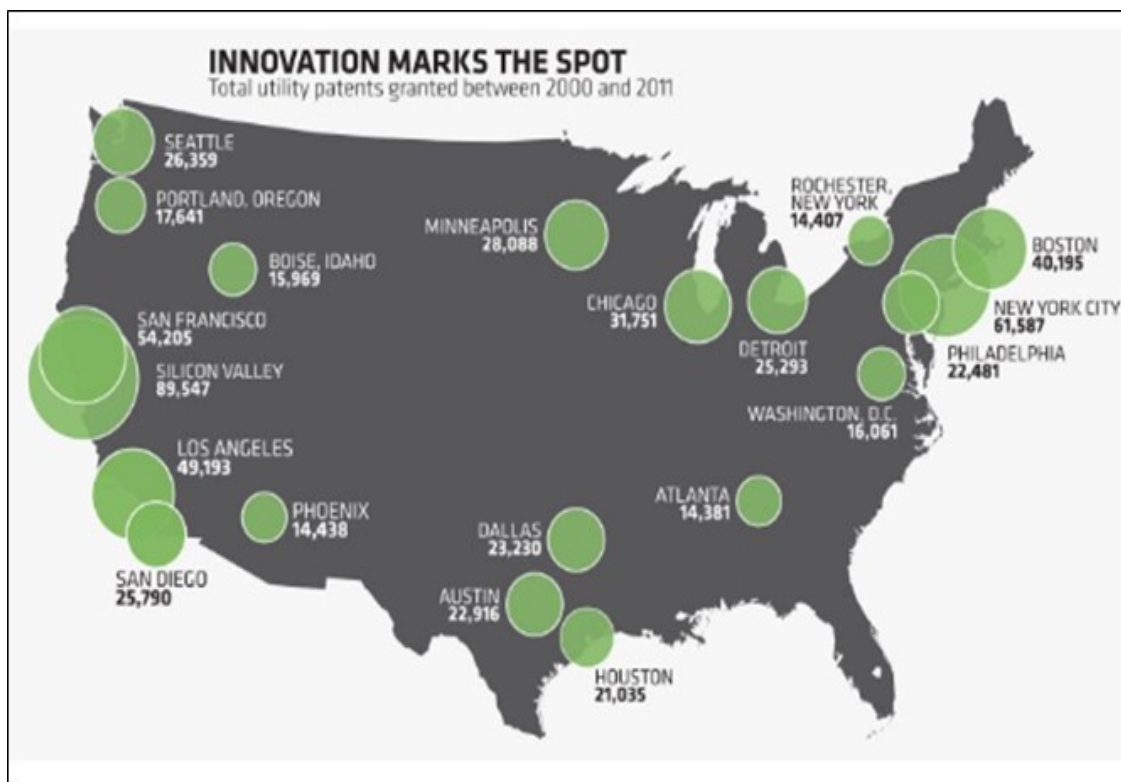 INNOVATION MARKS THE SPOT
Total utility patents granted between 2000 and 2011
SEATTLE
26,359
PORTLAND, OREGON
17,641
BOISE, IDAHO
15,969
SAN FRANCISCO
54,205
SILICON VALLEY
89,547
LOS ANGELES
49,193
PHOENIX
14,438
SAN DIEGO
25,790
MINNEAPOLIS
28,088
CHICAGO
31,751
DETROIT
25,293
ROCHESTER,
NEW YORK
14,407
BOSTON
40,195
NEW YORK CITY
61,587
PHILADELPHIA
22,481
WASHINGTON, D.C.
16,061
ATLANTA
14,381
DALLAS
23,230
AUSTIN
22,916
HOUSTON
21,035